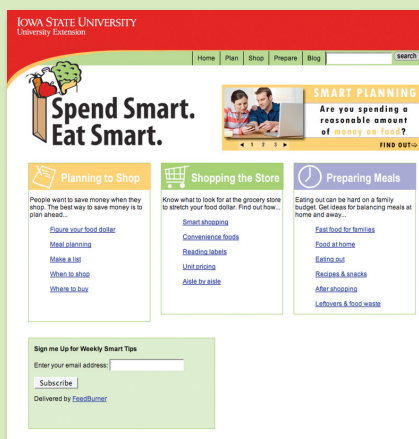 IOWA STATE UNIVERSITY
University Extension
Home Plan Shop Prepare Blog search
Spend Smart.
Eat Smart.
SMART PLANNING
Are you spending a
reasonable amount
of money on food?
1 2 3
FIND OUT
Planning to Shop
People want to save money when they
shop. The best way to save money is to
plan ahead...
Figure your food dollar
Meal planning
Make a list
When to shop
Where to buy
Shopping the Store
Know what to look for at the grocery store
to stretch your food dollar. Find out how...
Smart shopping
Convenience foods
Reading labels
Unit pricing
Aisle by aisle
Preparing Meals
Eating out can be hard on a family
budget. Get ideas for balancing meals at
home and away...
Fast food for families
Food at home
Eating out
Recipes & snacks
After shopping
Leftovers & food waste
Sign me Up for Weekly Smart Tips
Enter your email address:
Subscribe
Delivered by FeedBurner